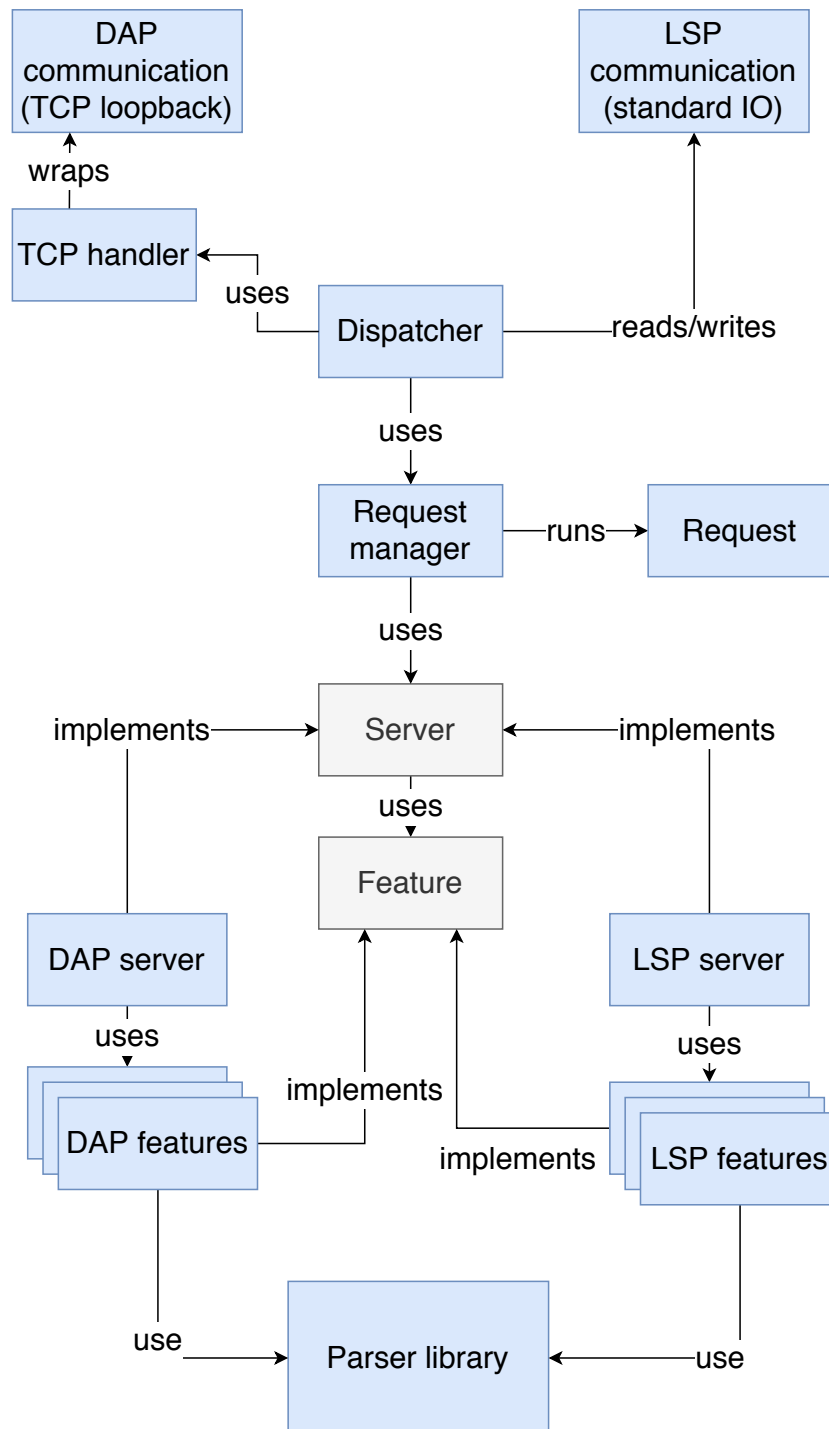 DAP
communication
(TCP loopback)
LSP
communication
(standard IO)
wraps
TCP handler
uses
Dispatcher
reads/writes
uses
Request
manager
runs
Request
uses
implements
Server
implements
uses
Feature
DAP server
LSP server
uses
uses
implements
DAP features
implements
LSP features
use
Parser library
use